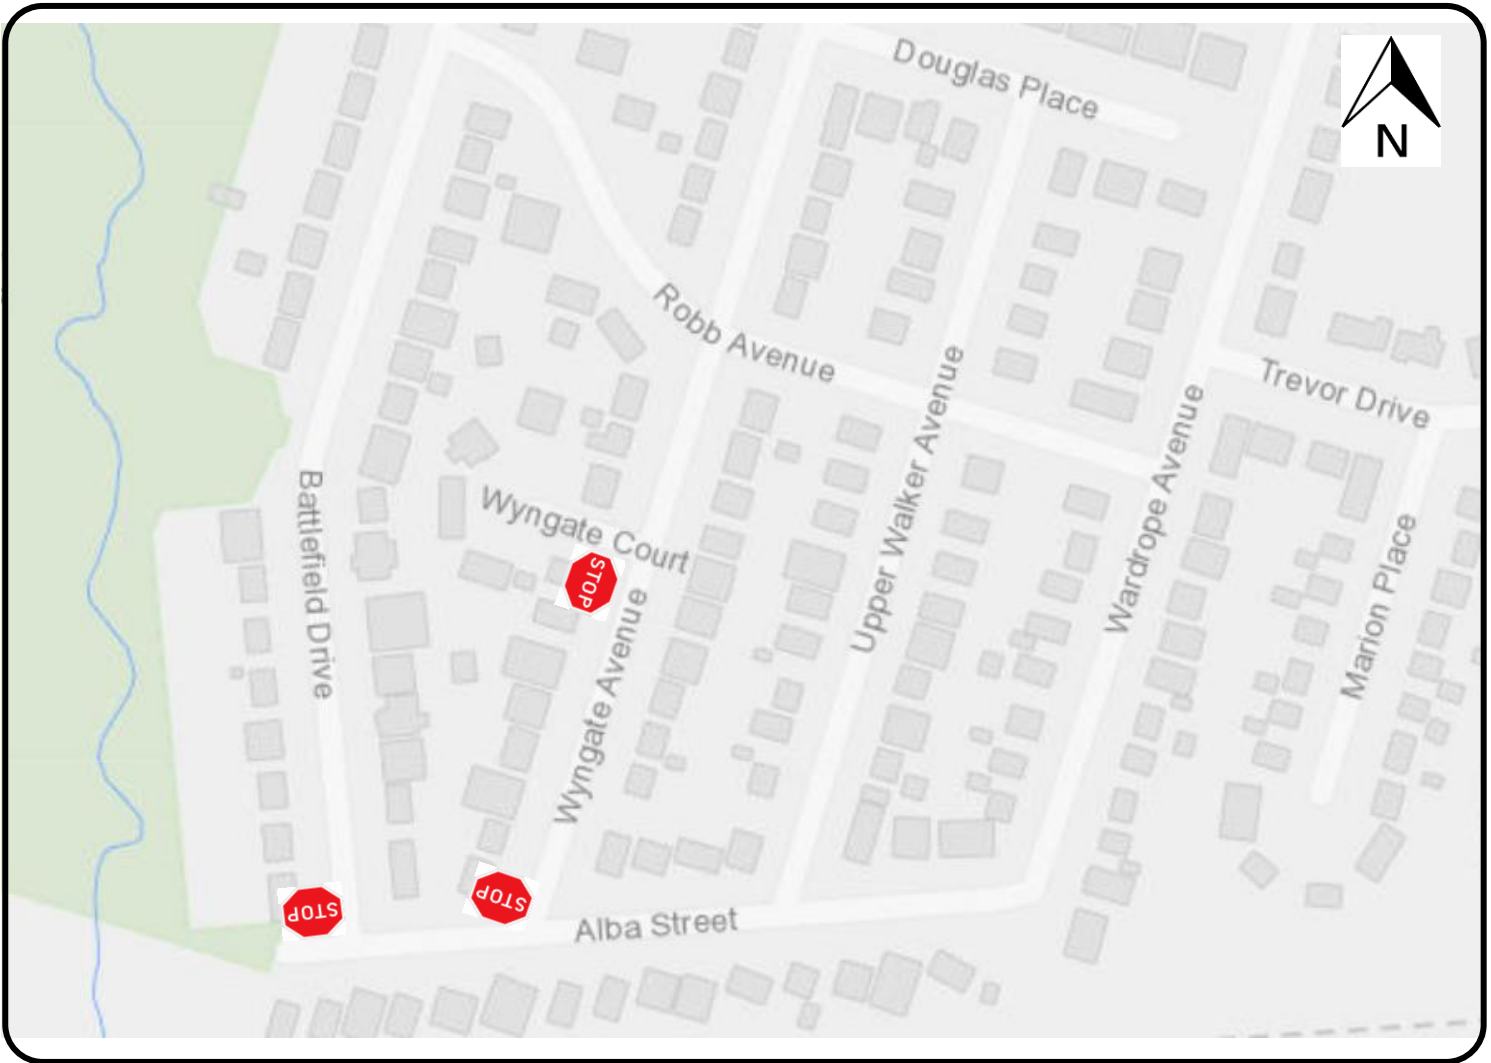 Douglas Place
N
Robb Avenue
Trevor Drive
Upper Walker Avenue
Wardrope Avenue
Battlefield Drive
Wyngate Court
STOP
Marion Place
Wyngate Avenue
STOP
STOP
Alba Street